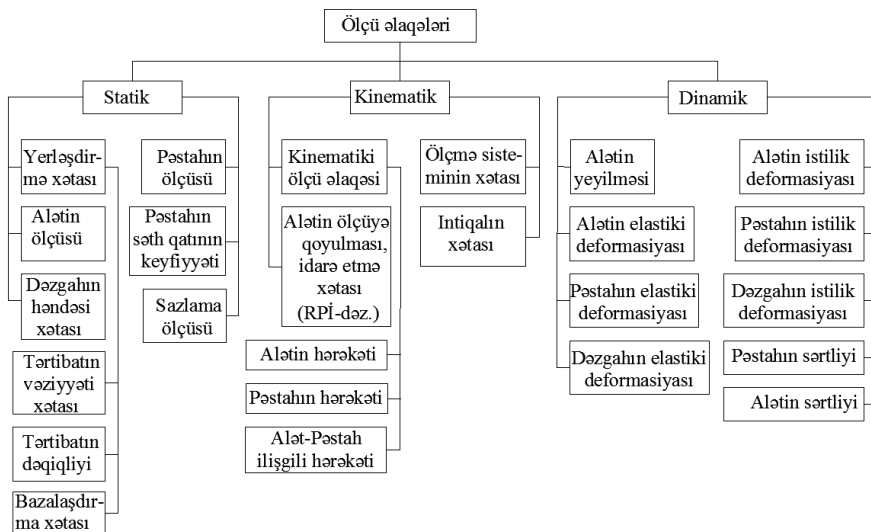 Ölçü əlaqələri
Statik
Kinematik
Dinamik
Yerləşdir-
mə xətası
Alətin
ölçüsü
Dəzgahın
həndəsi
xətası
Tərtibatın
vəziyyəti
xətası
Tərtibatın
dəqiqliyi
Bazalaşdır-
ma xətası
Pəstahın
ölçüsü
Pəstahın
səth qatının
keyfiyyəti
Sazlama
ölçüsü
Kinematiki
ölçü əlaqəsi
Alətin ölçüyə
qoyulması,
idarə etmə
xətası
(RPİ-dəz.)
Alətin hərəkəti
Pəstahın hərəkəti
Alət-Pəstah
ilişgili hərəkəti
Ölçmə siste-
minin xətası
Intiqalın
xətası
Alətin
yeyilməsi
Alətin elastiki
deformasiyası
Pəstahın elastiki
deformasiyası
Dəzgahın elastiki
deformasiyası
Alətin istilik
deformasiyası
Pəstahın istilik
deformasiyası
Dəzgahın istilik
deformasiyası
Pəstahın sərtliyi
Alətin sərtliyi